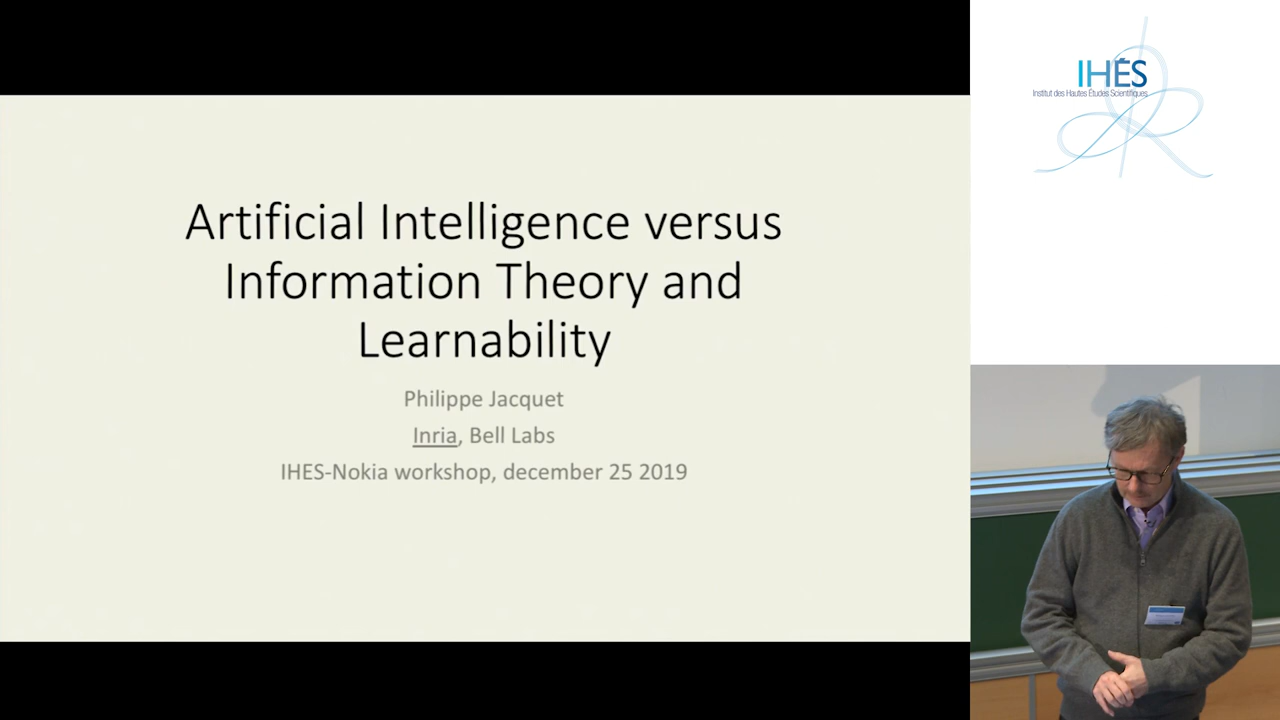 Artificial Intelligence versus
Information Theory and
Learnability
Philippe Jacquet
Inria, Bell Labs
IHES-Nokia workshop, december 25 2019
IHÉS
Institut des Hautes Études Scientifiques